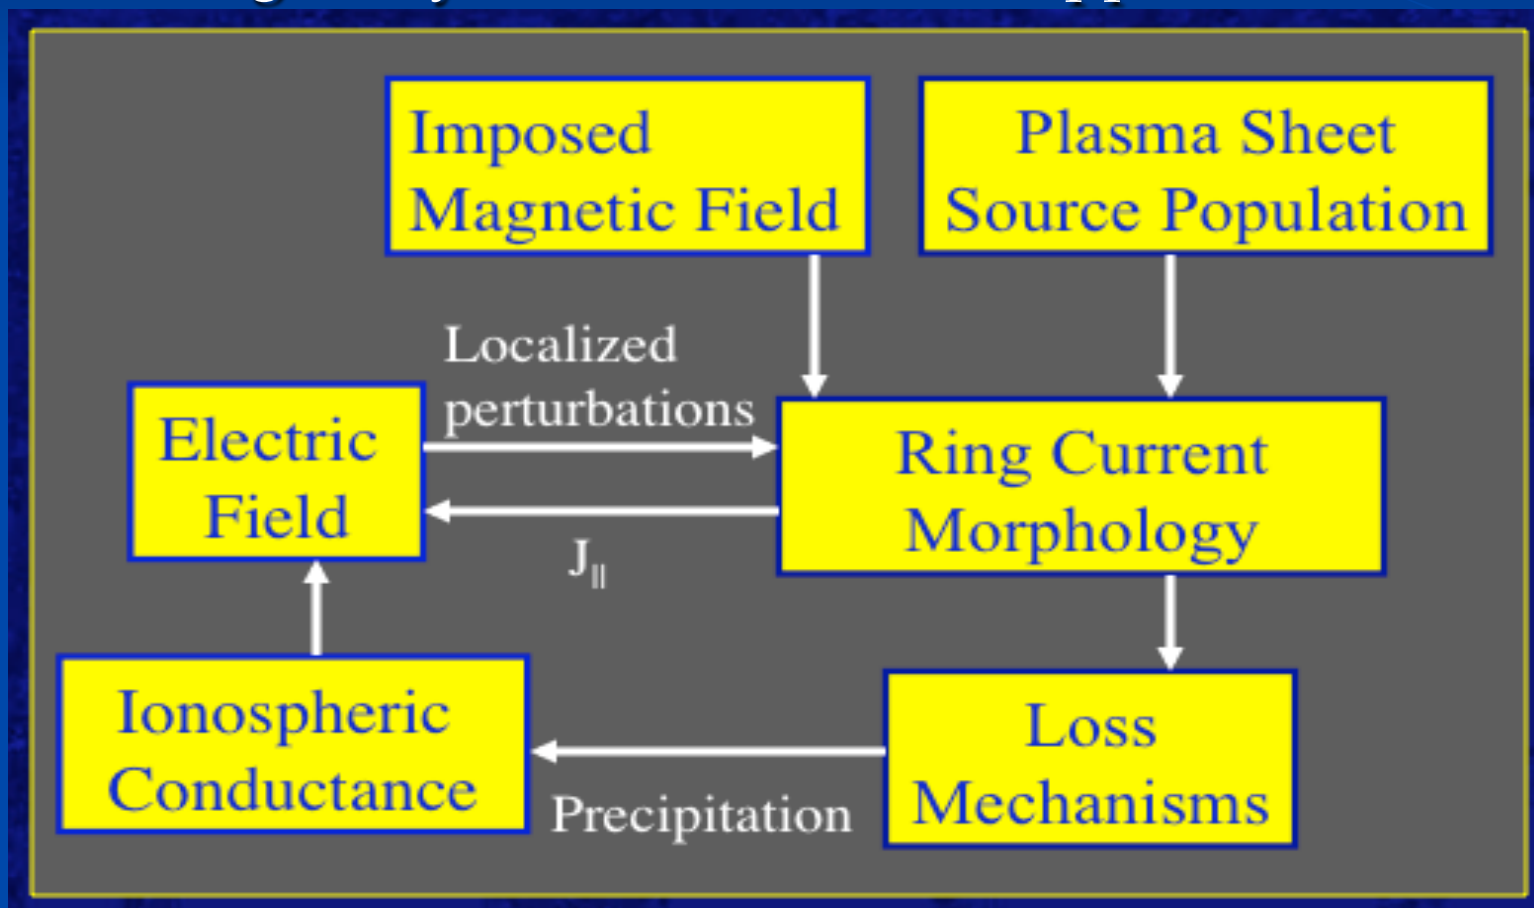 Imposed
Magnetic Field
Plasma Sheet
Source Population
Localized
perturbations
Electric
Field
Ring Current
Morphology
J||
Ionospheric
Conductance
Precipitation
Loss
Mechanisms